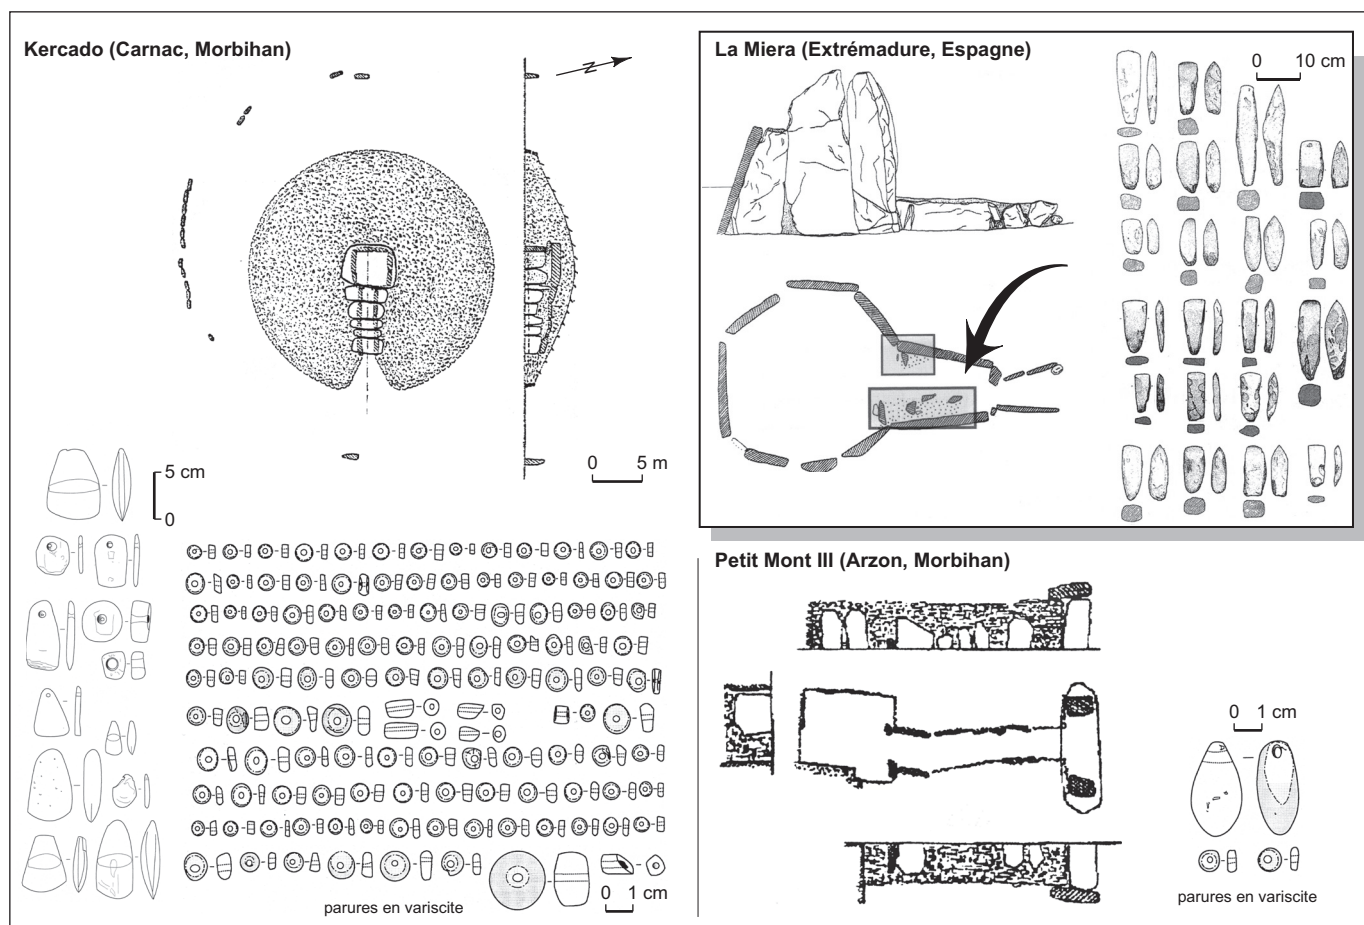 Kercado (Carnac, Morbihan)
N
5 cm
0
0 5 m
parures en variscite
0 1 cm
La Miera (Extrémadure, Espagne)
0 10 cm
Petit Mont III (Arzon, Morbihan)
0 1 cm
parures en variscite